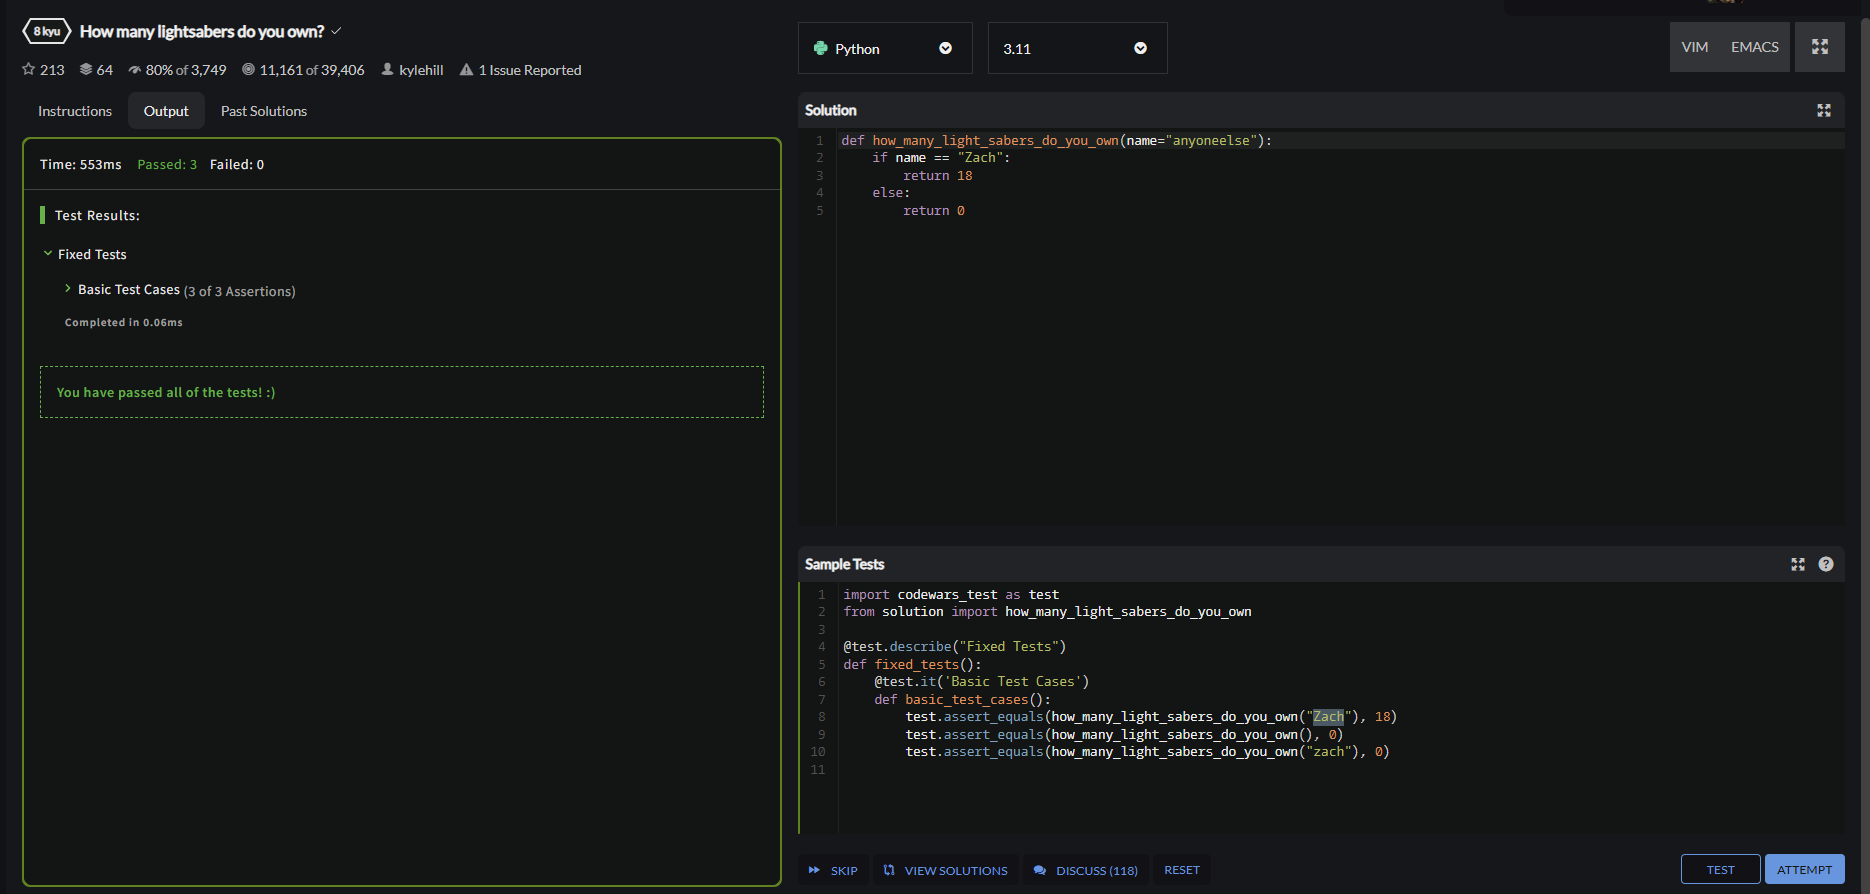 8 kyu How many lightsabers do you own?
213 64 80% of 3,749 11,161 of 39,406 kylehill 1 Issue Reported
Instructions Output Past Solutions
Time: 553ms Passed: 3 Failed: 0
Test Results:
Fixed Tests
Basic Test Cases (3 of 3 Assertions)
Completed in 0.06ms
You have passed all of the tests! :)
Python 3.11 VIM EMACS
Solution
1 def how_many_light_sabers_do_you_own(name="anyoneelse"):
2 if name == "Zach":
3 return 18
4 else:
5 return 0
Sample Tests
1 import codewars_test as test
2 from solution import how_many_light_sabers_do_you_own
3
4 @test.describe("Fixed Tests")
5 def fixed_tests():
6 @test.it('Basic Test Cases')
7 def basic_test_cases():
8 test.assert_equals(how_many_light_sabers_do_you_own("Zach"), 18)
9 test.assert_equals(how_many_light_sabers_do_you_own(), 0)
10 test.assert_equals(how_many_light_sabers_do_you_own("zach"), 0)
11
SKIP VIEW SOLUTIONS DISCUSS (118) RESET TEST ATTEMPT